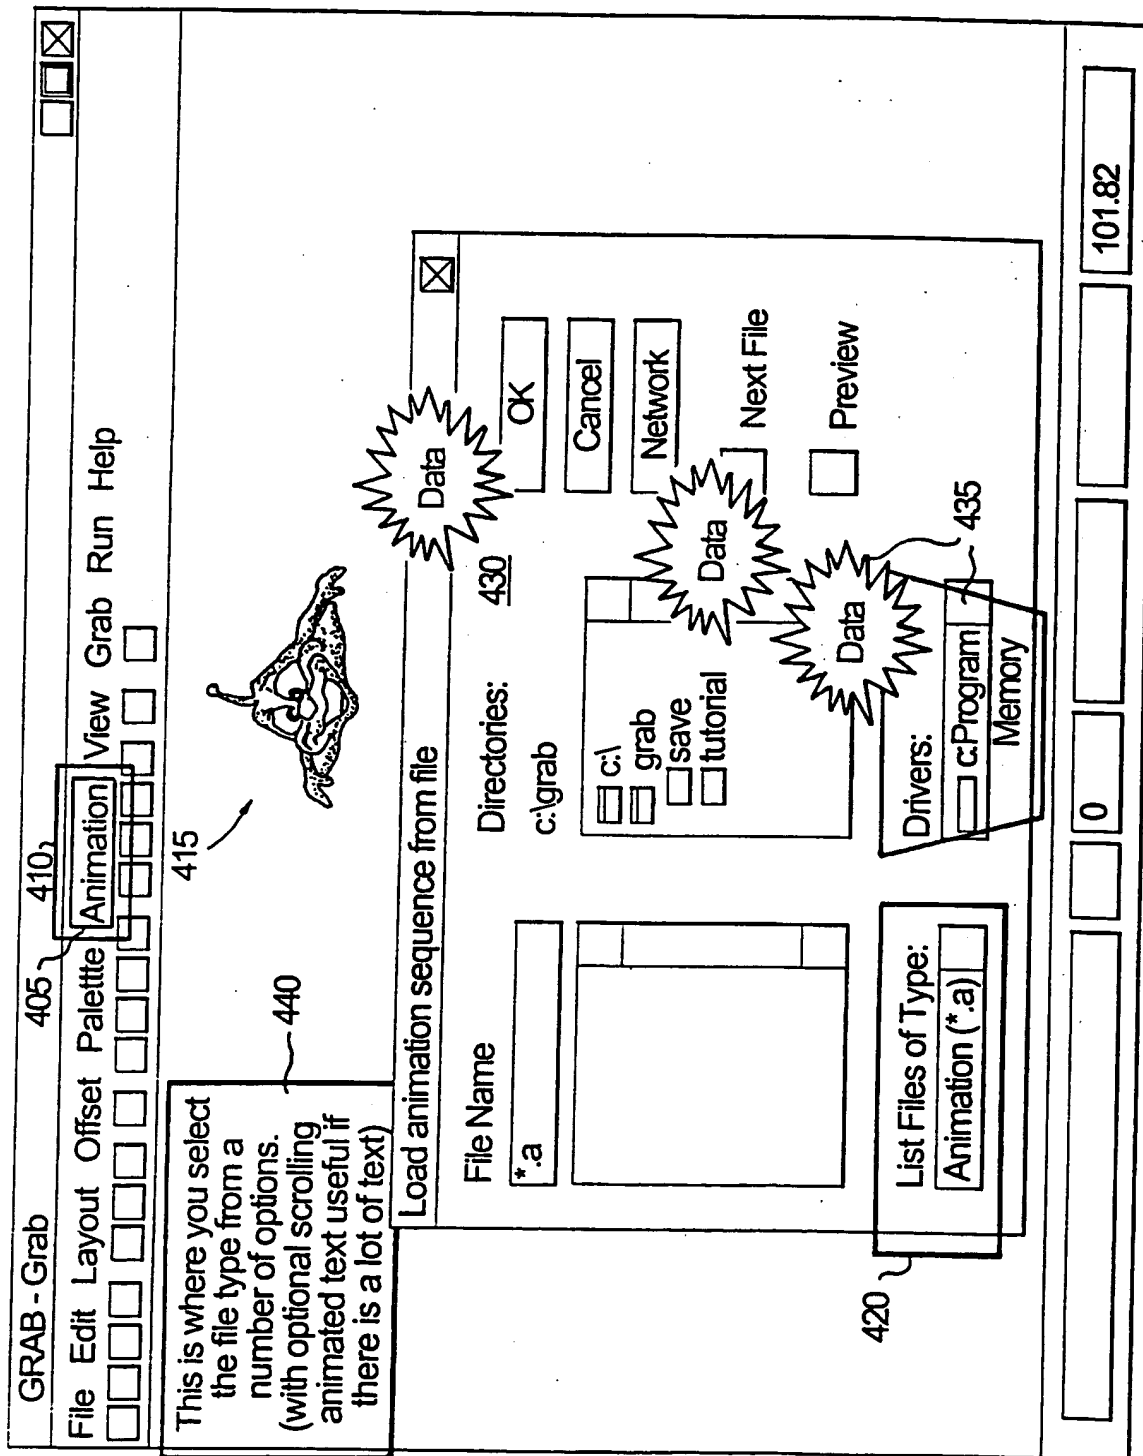 GRAB - Grab
405
410
File Edit Layout Offset Palettte Animation View Grab Run Help
415
This is where you select
the file type from a
number of options.
(with optional scrolling
animated text useful if
there is a lot of text)
440
Load animation sequence from file
Data
430
File Name
*.a
Directories:
c:\grab
c:\
grab
save
tutorial
OK
Cancel
Network
Data
Next File
Preview
Data
435
List Files of Type:
Animation (*.a)
420
Drivers:
c:Program
435
Memory
0
101.82